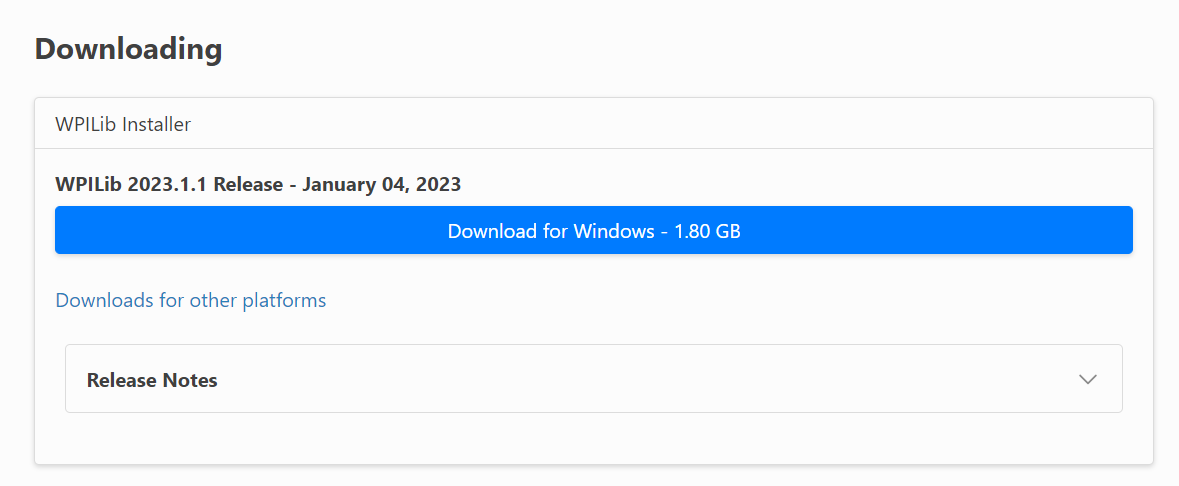 Downloading
WPILib Installer
WPILib 2023.1.1 Release - January 04, 2023
Download for Windows - 1.80 GB
Downloads for other platforms
Release Notes